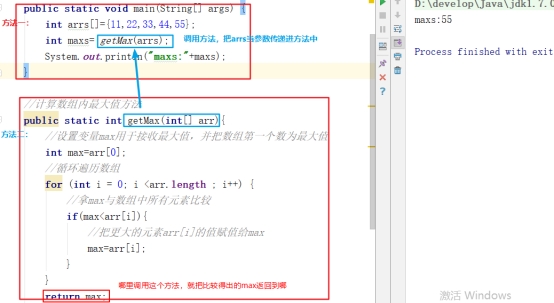 public static void main(String[] args) {
方法一：
int arrs[]={11,22,33,44,55};
int maxs= getMax(arrs); 调用方法，把arrs当参数传递进方法中
System.out.println("maxs:"+maxs);
}
//计算数组内最大值方法
方法二：
public static int getMax(int[] arr){
//设置变量max用于接收最大值，并把数组第一个数为最大值
int max=arr[0];
//循环遍历数组
for (int i = 0; i <arr.length ; i++) {
//拿max与数组中所有元素比较
if(max<arr[i]){
//把更大的元素arr[i]的值赋值给max
max=arr[i];
}
}
哪里调用这个方法，就把比较得出的max返回到哪
return max;
D:\develop\Java\jdk1.7.0
maxs:55
Process finished with exit
激活 Windows